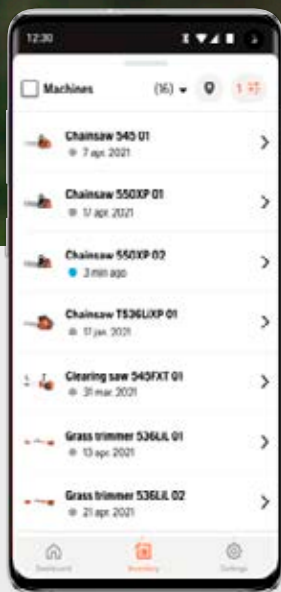 12:30
Machines (16) 1
Chainsaw 545 01
7 apr. 2021
Chainsaw 550XP 01
17 apr. 2021
Chainsaw 550XP 02
3 min ago
Chainsaw T536LiXP 01
17 jan. 2021
Clearing saw 545FXT 01
31 mar. 2021
Grass trimmer 536LiL 01
13 apr. 2021
Grass trimmer 536LiL 02
21 apr. 2021
Dashboard Inventory Settings